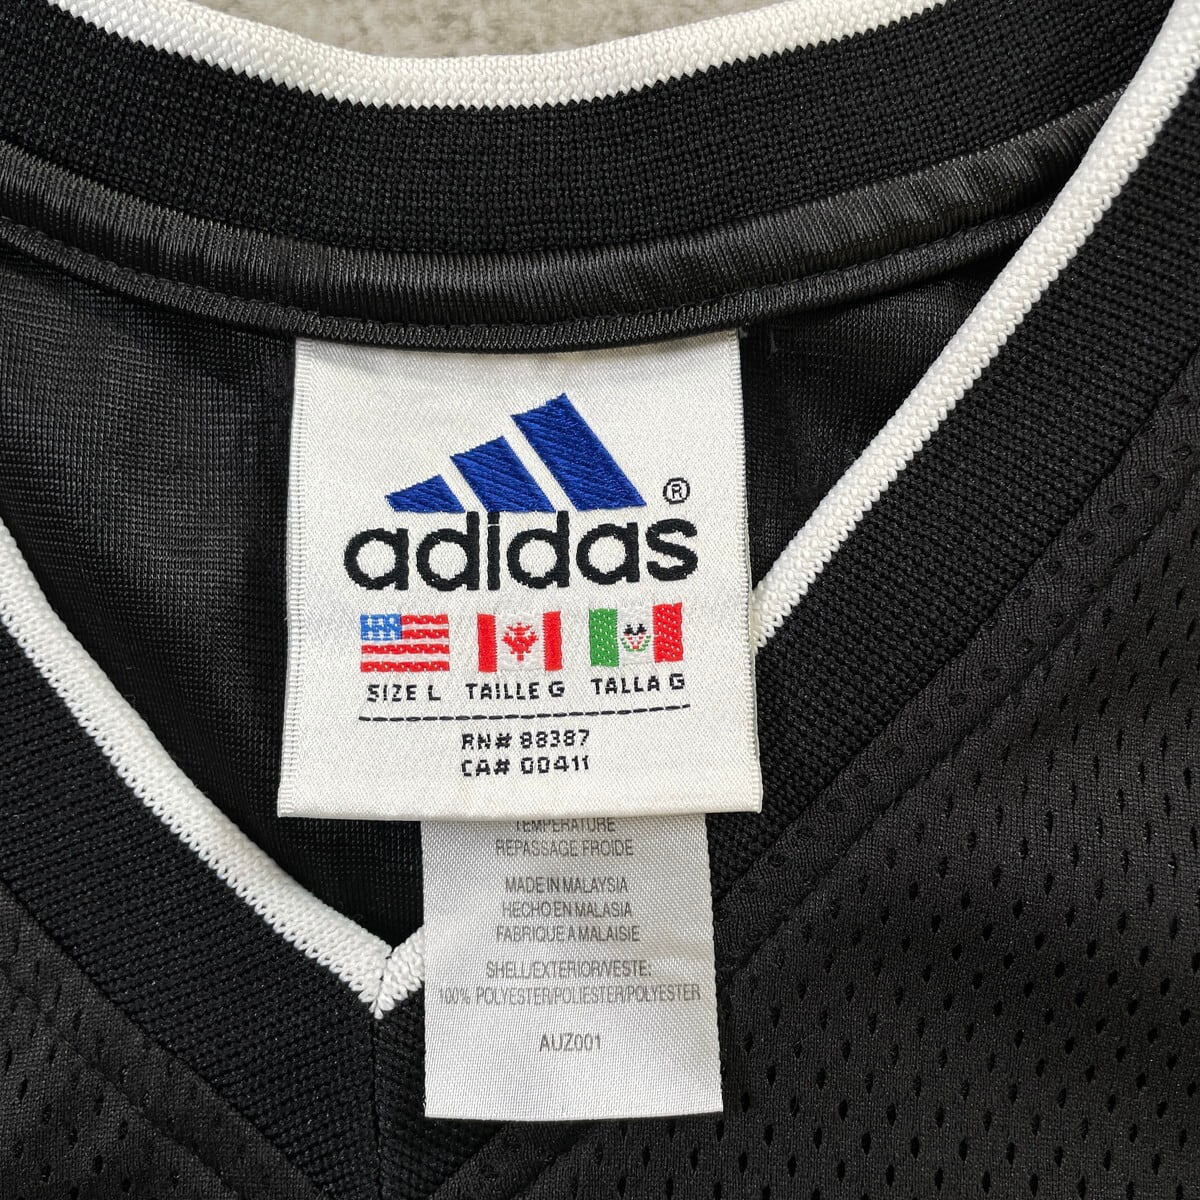 adidas®
SIZE L TAILLE G TALLA G
RN# 88387
CA# 00411
TEMPERATURE
REPASSAGE FROIDE
MADE IN MALAYSIA
HECHO EN MALASIA
FABRIQUE A MALAISIE
SHELL/EXTERIOR/VESTE:
100% POLYESTER/POLIESTER/POLYESTER
AUZ001